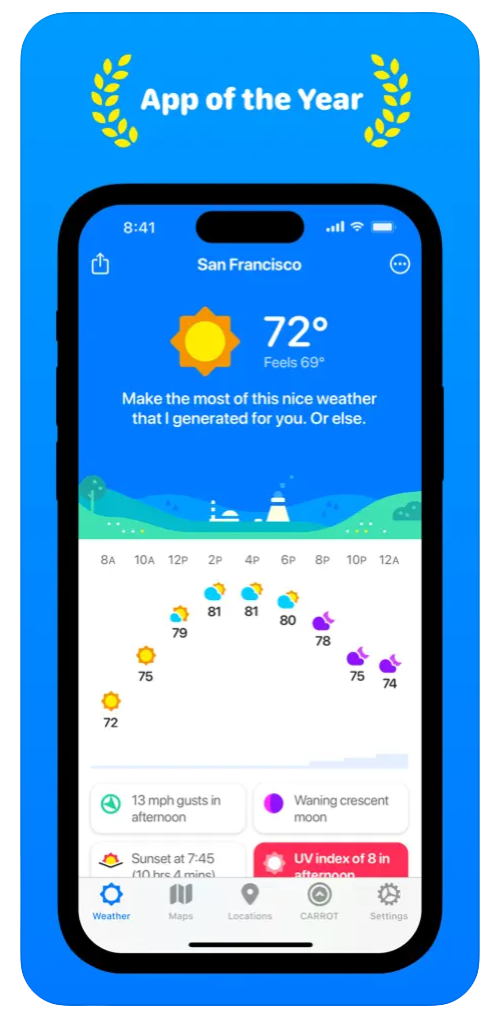 App of the Year
8:41
San Francisco
72°
Feels 69°
Make the most of this nice weather
that I generated for you. Or else.
8A 10A 12P 2P 4P 6P 8P 10P 12A
81 81
80
79
78
75 75
74
72
13 mph gusts in
afternoon
Waning crescent
moon
Sunset at 7:45
(10 hrs 4 mins)
UV index of 8 in
afternoon
Weather Maps Locations CARROT Settings